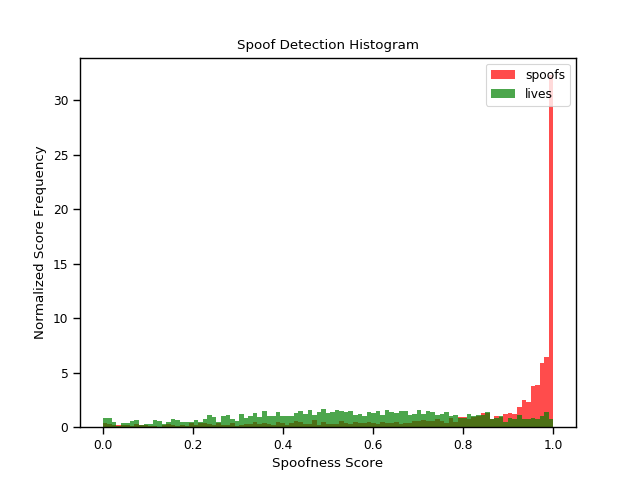 Spoof Detection Histogram
spoofs
lives
Normalized Score Frequency
30
25
20
15
10
5
0
0.0 0.2 0.4 0.6 0.8 1.0
Spoofness Score